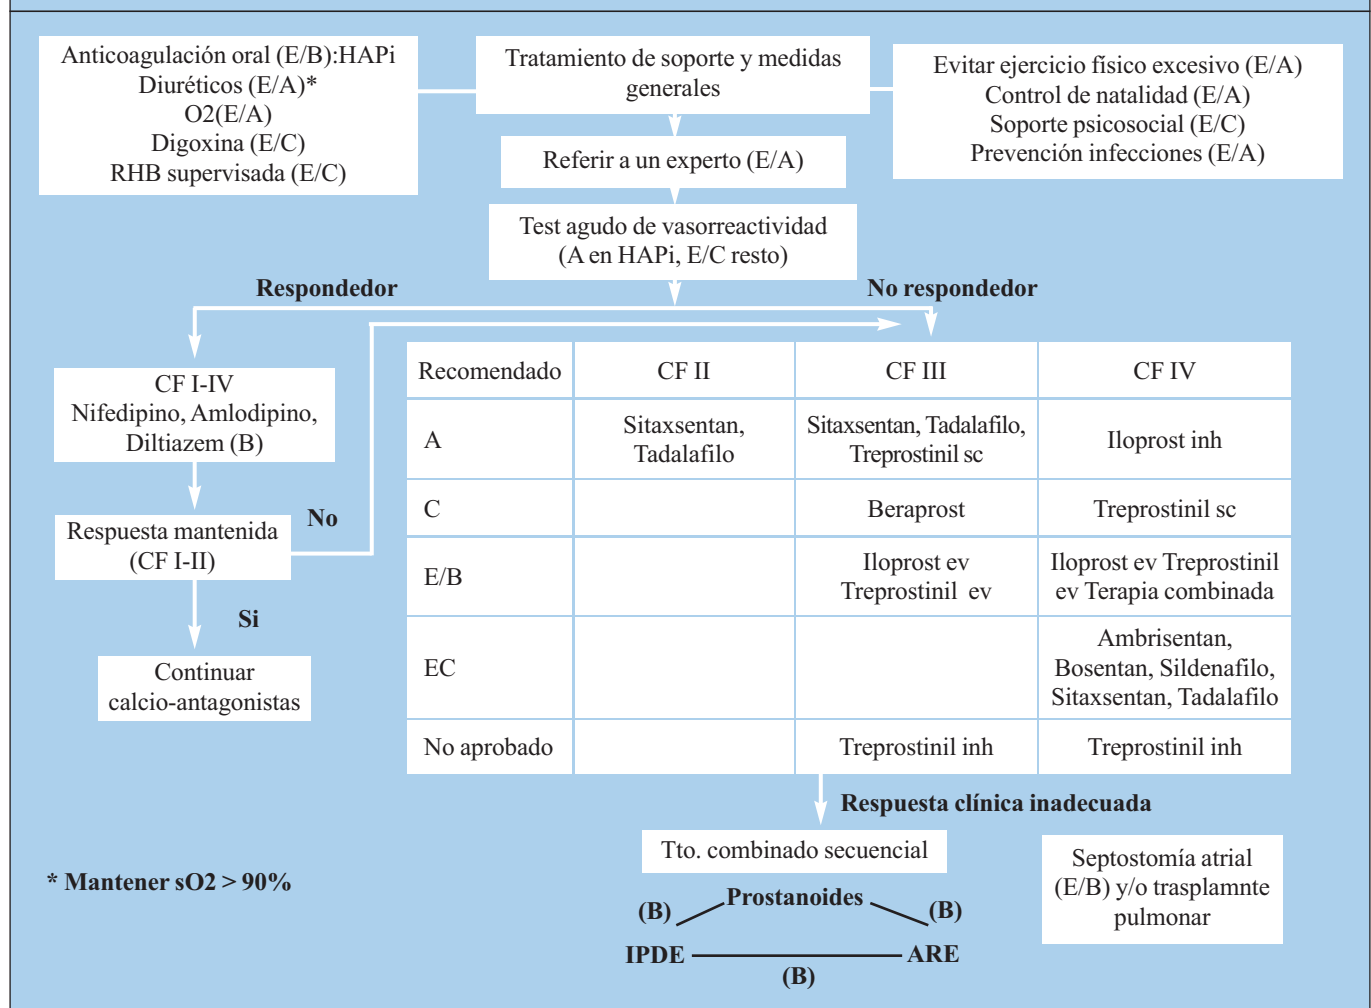 Anticoagulación oral (E/B):HAPi
Diuréticos (E/A)*
O2(E/A)
Digoxina (E/C)
RHB supervisada (E/C)
Tratamiento de soporte y medidas
generales
Evitar ejercicio físico excesivo (E/A)
Control de natalidad (E/A)
Soporte psicosocial (E/C)
Prevención infecciones (E/A)
Referir a un experto (E/A)
Test agudo de vasorreactividad
(A en HAPi, E/C resto)
Respondedor
No respondedor
CF I-IV
Nifedipino, Amlodipino,
Diltiazem (B)
Respuesta mantenida
(CF I-II)
No
Si
Continuar
calcio-antagonistas
Recomendado CF II CF III CF IV
A
Sitaxsentan,
Tadalafilo
Sitaxsentan, Tadalafilo,
Treprostinil sc
Iloprost inh
C Beraprost Treprostinil sc
E/B
Iloprost ev
Treprostinil ev
Iloprost ev Treprostinil
ev Terapia combinada
EC
Ambrisentan,
Bosentan, Sildenafilo,
Sitaxsentan, Tadalafilo
No aprobado Treprostinil inh Treprostinil inh
Respuesta clínica inadecuada
Tto. combinado secuencial
Septostomía atrial
(E/B) y/o trasplamnte
pulmonar
* Mantener sO2 > 90%
Prostanoides
(B) (B)
IPDE ARE
(B)